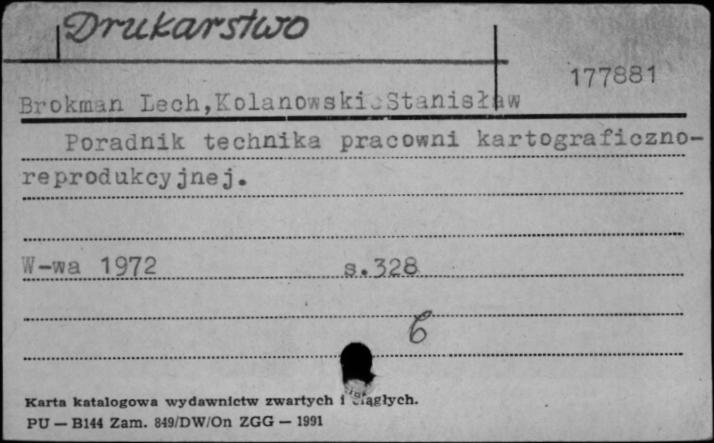 Drukarstwo
177881
Brokman Lech,Kolanowski Stanisław
Poradnik technika pracowni kartograficzno-
reprodukcyjnej.
W-wa 1972 s.328
6
Karta katalogowa wydawnictw zwartych i ciągłych.
PU — B144 Zam. 849/DW/On ZGG — 1991